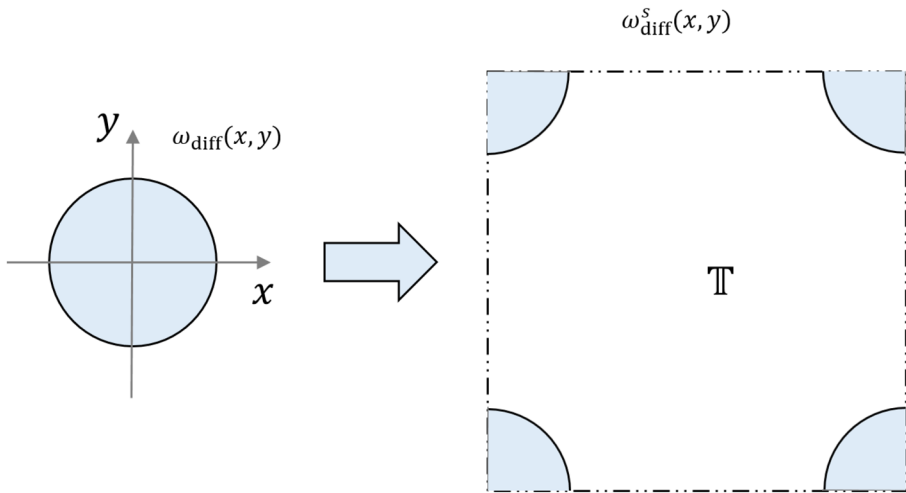 ω^s_diff(x, y)
y
ω_diff(x, y)
x
𝕋